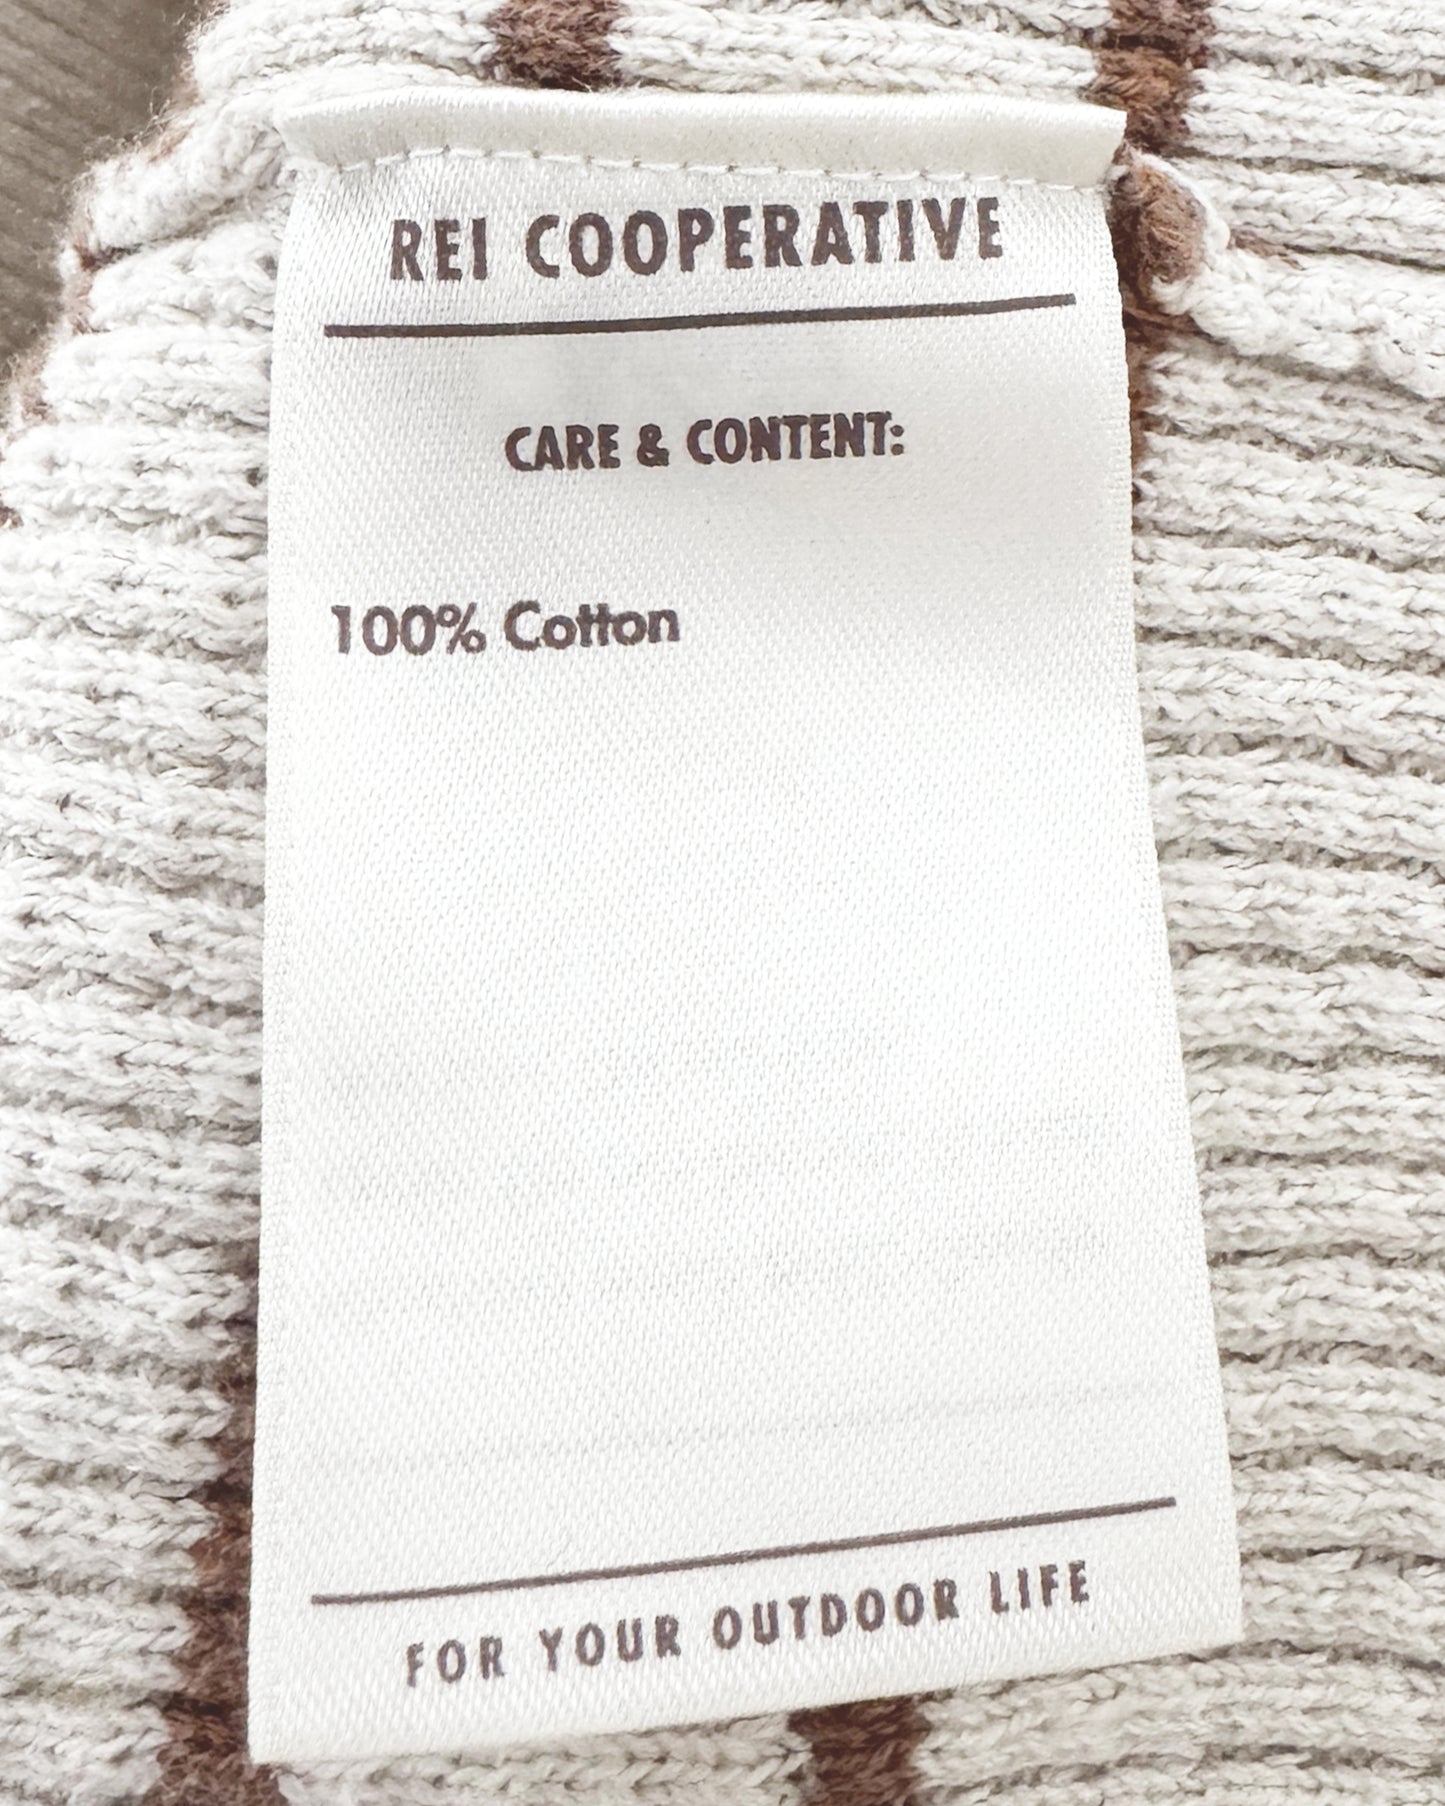 REI COOPERATIVE
CARE & CONTENT:
100% Cotton
FOR YOUR OUTDOOR LIFE